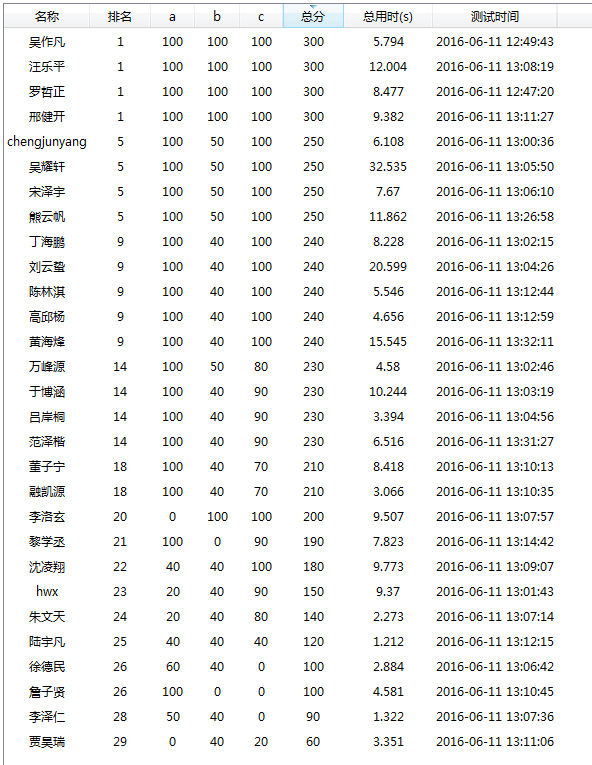 名称 排名 a b c 总分 总用时(s) 测试时间
吴作凡 1 100 100 100 300 5.794 2016-06-11 12:49:43
汪乐平 1 100 100 100 300 12.004 2016-06-11 13:08:19
罗哲正 1 100 100 100 300 8.477 2016-06-11 12:47:20
邢健开 1 100 100 100 300 9.382 2016-06-11 13:11:27
chengjunyang 5 100 50 100 250 6.108 2016-06-11 13:00:36
吴耀轩 5 100 50 100 250 32.535 2016-06-11 13:05:50
宋泽宇 5 100 50 100 250 7.67 2016-06-11 13:06:10
熊云帆 5 100 50 100 250 11.862 2016-06-11 13:26:58
丁海鹏 9 100 40 100 240 8.228 2016-06-11 13:02:15
刘云蛰 9 100 40 100 240 20.599 2016-06-11 13:04:26
陈林淇 9 100 40 100 240 5.546 2016-06-11 13:12:44
高邱杨 9 100 40 100 240 4.656 2016-06-11 13:12:59
黄海烽 9 100 40 100 240 15.545 2016-06-11 13:32:11
万峰源 14 100 50 80 230 4.58 2016-06-11 13:02:46
于博涵 14 100 40 90 230 10.244 2016-06-11 13:03:19
吕岸桐 14 100 40 90 230 3.394 2016-06-11 13:04:56
范泽楷 14 100 40 90 230 6.516 2016-06-11 13:31:27
董子宁 18 100 40 70 210 8.418 2016-06-11 13:10:13
融凯源 18 100 40 70 210 3.066 2016-06-11 13:10:35
李洛玄 20 0 100 100 200 9.507 2016-06-11 13:07:57
黎学丞 21 100 0 90 190 7.823 2016-06-11 13:14:42
沈凌翔 22 40 40 100 180 9.773 2016-06-11 13:09:07
hwx 23 20 40 90 150 9.37 2016-06-11 13:01:43
朱文天 24 20 40 80 140 2.273 2016-06-11 13:07:14
陆宇凡 25 40 40 40 120 1.212 2016-06-11 13:12:15
徐德民 26 60 40 0 100 2.884 2016-06-11 13:06:42
詹子贤 26 100 0 0 100 4.581 2016-06-11 13:10:45
李泽仁 28 50 40 0 90 1.322 2016-06-11 13:07:36
贾昊瑞 29 0 40 20 60 3.351 2016-06-11 13:11:06